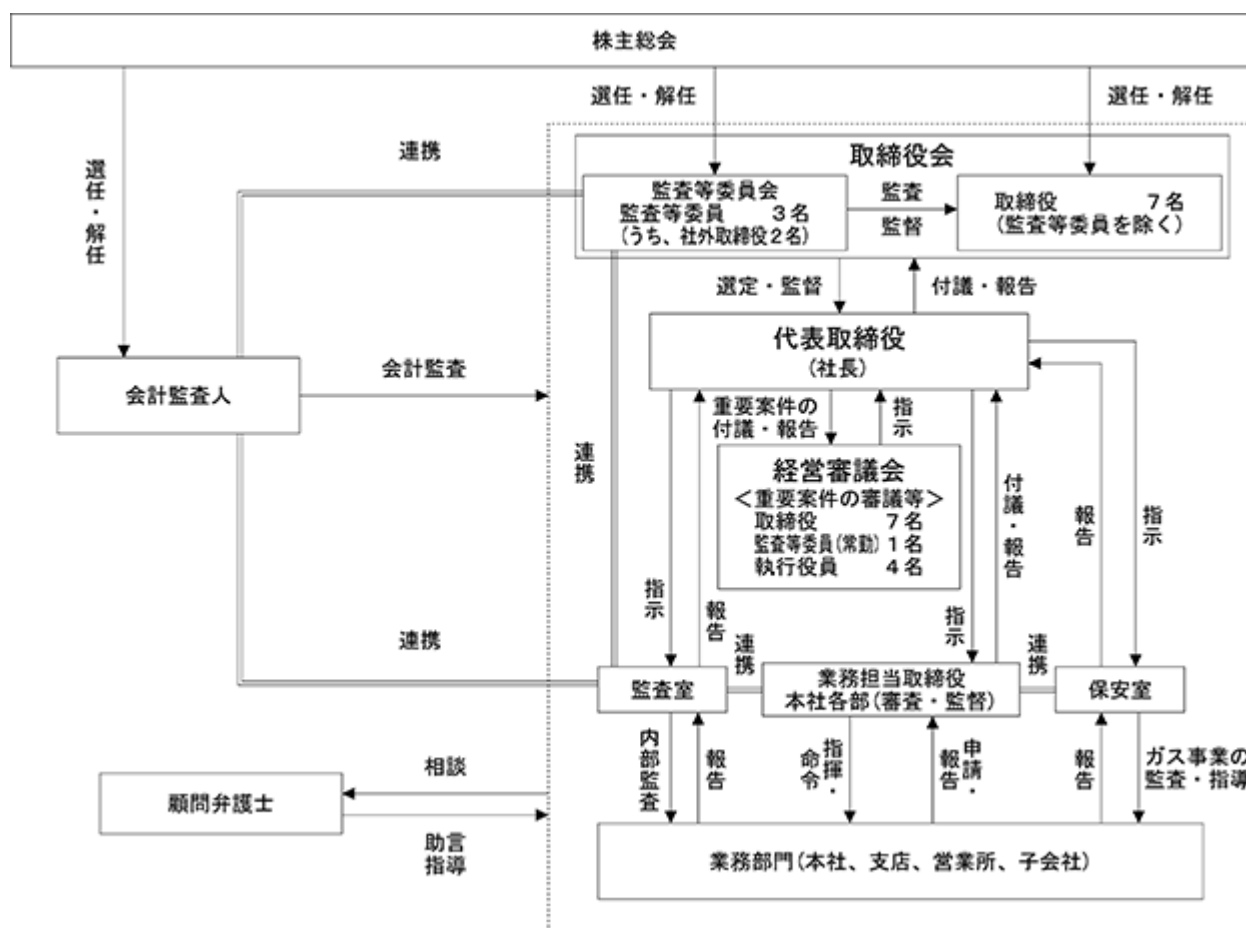 株主総会
選任・解任
選任・解任
選任・解任
連携
取締役会
監査等委員会
監査等委員 3名
(うち、社外取締役2名)
監査
監督
取締役 7名
(監査等委員を除く)
選定・監督
付議・報告
代表取締役
(社長)
会計監査人
会計監査
重要案件の
付議・報告
指示
連携
経営審議会
＜重要案件の審議等＞
取締役 7名
監査等委員(常勤) 1名
執行役員 4名
付議・報告
報告
指示
指示
報告
指示
連携
連携
連携
監査室
業務担当取締役
本社各部(審査・監督)
保安室
内部監査
報告
指揮・
命令
申請・
報告
報告
ガス事業の
監査・指導
相談
顧問弁護士
助言
指導
業務部門(本社、支店、営業所、子会社)